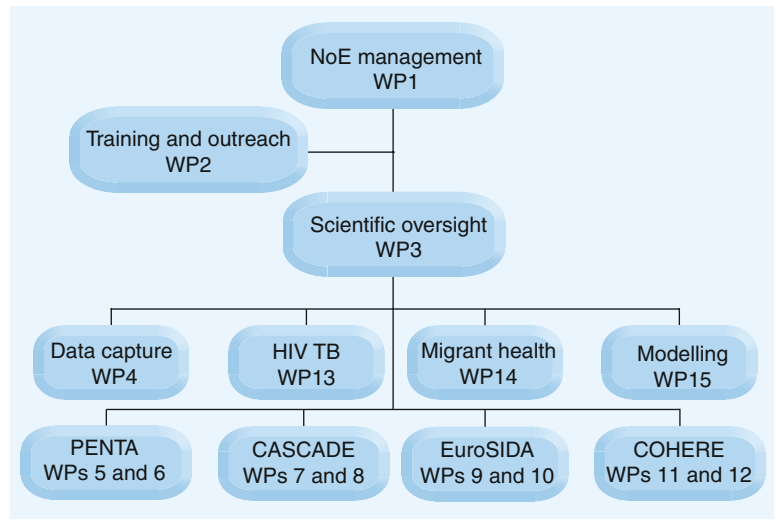 NoE management
WP1
Training and outreach
WP2
Scientific oversight
WP3
Data capture
WP4
HIV TB
WP13
Migrant health
WP14
Modelling
WP15
PENTA
WPs 5 and 6
CASCADE
WPs 7 and 8
EuroSIDA
WPs 9 and 10
COHERE
WPs 11 and 12